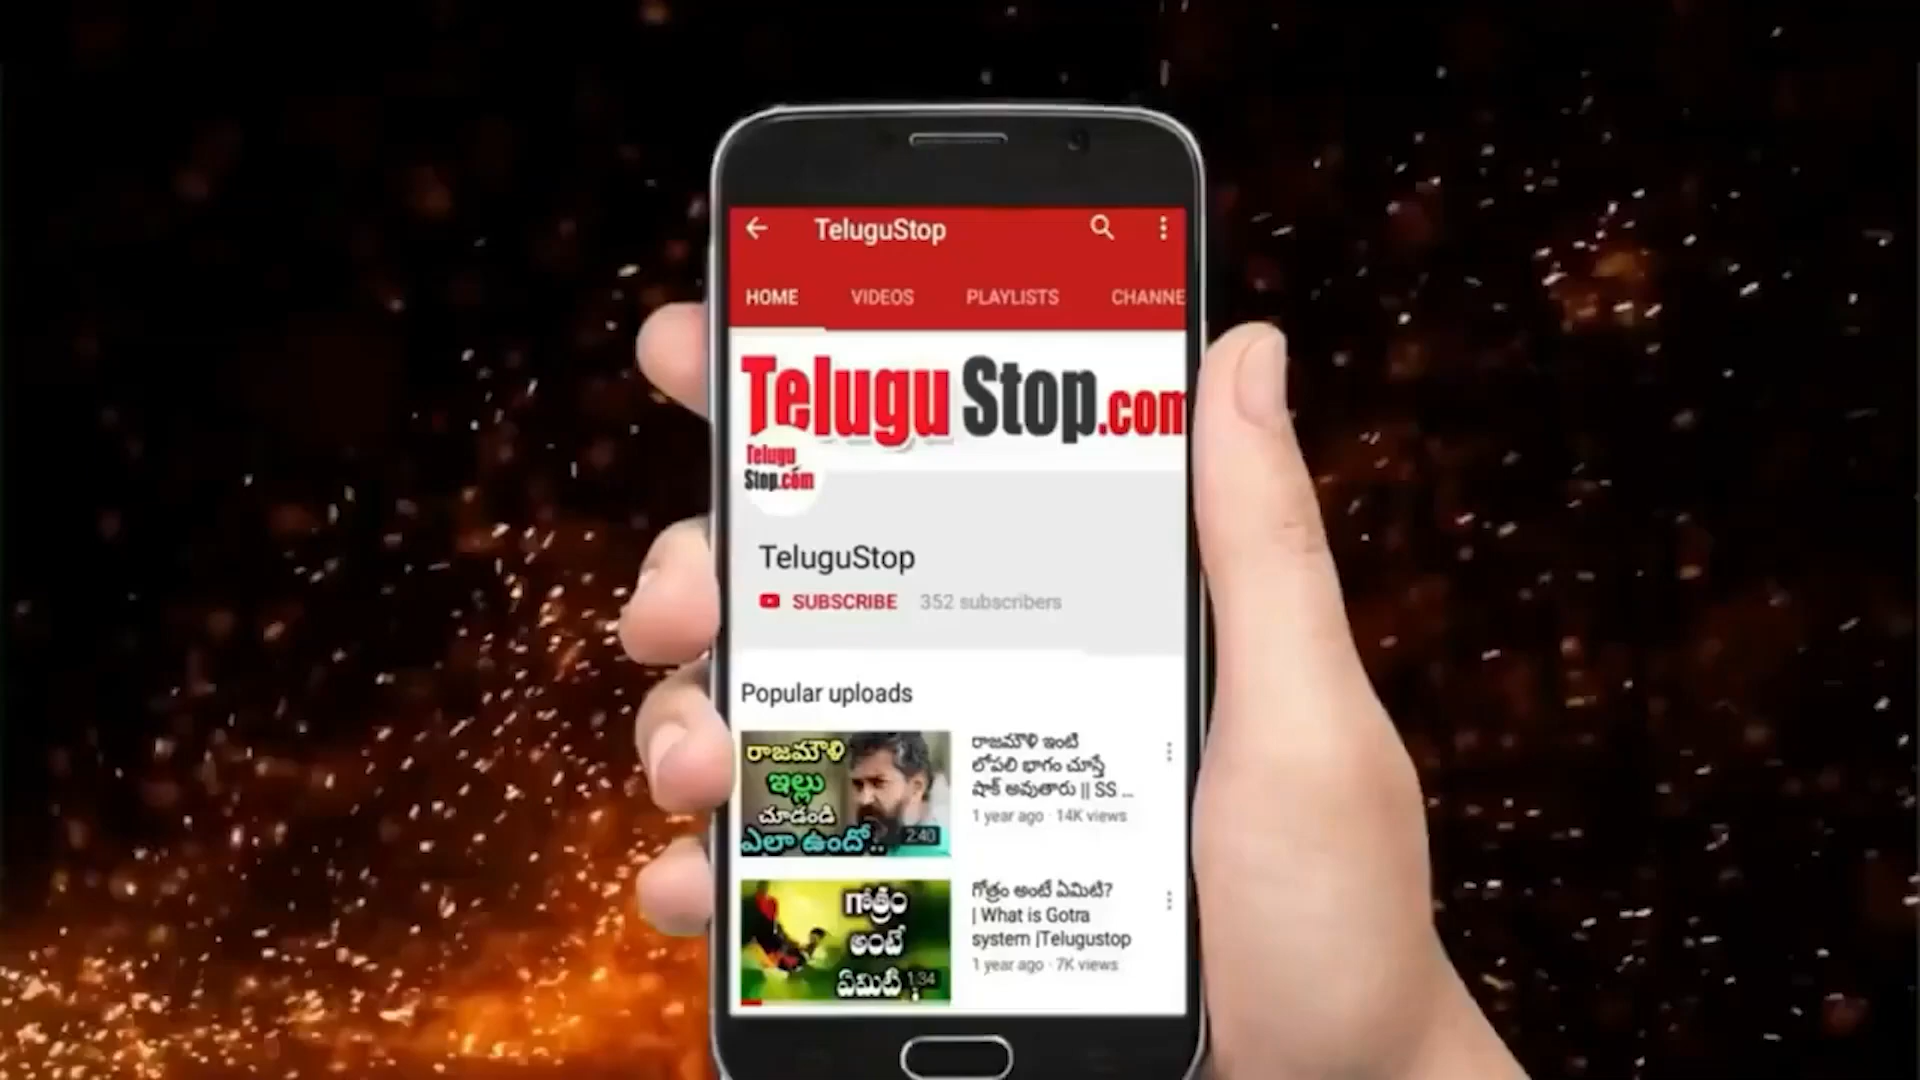 TeluguStop
HOME VIDEOS PLAYLISTS CHANNE
Telugu Stop.com
Telugu
Stop.com
TeluguStop
SUBSCRIBE 352 subscribers
Popular uploads
రాజమౌళి
ఇల్లు
చూడండి
ఎలా ఉందో..
2:40
రాజమౌళి ఇంటి
లోపలి భాగం చూస్తే
షాక్ అవుతారు || SS ...
1 year ago · 14K views
గోత్రం
అంటే
ఏమిటి
1:34
గోత్రం అంటే ఏమిటి?
| What is Gotra
system |Telugustop
1 year ago · 7K views